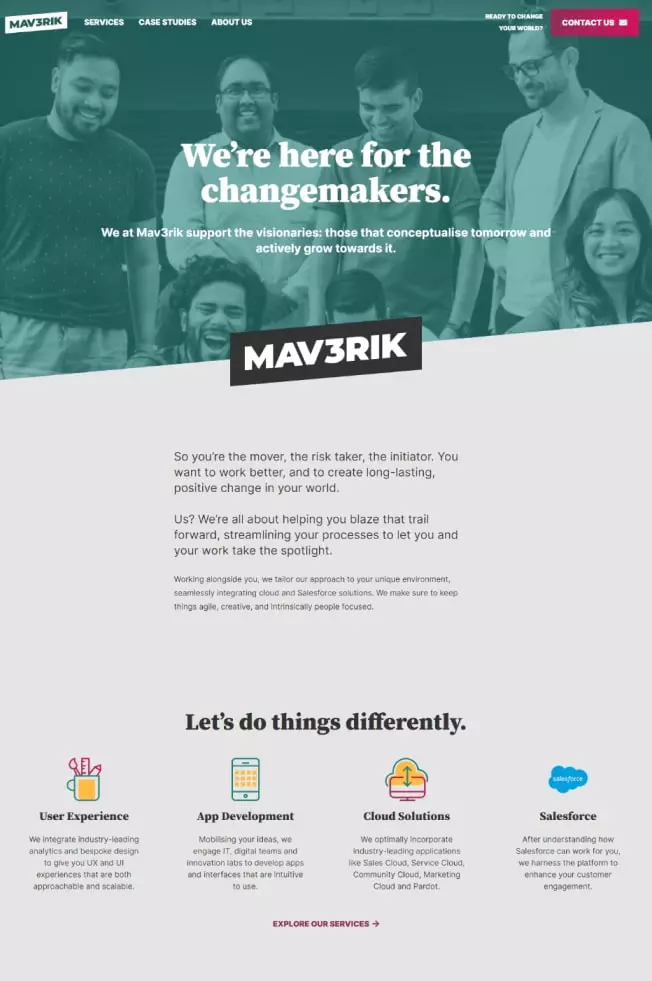 MAV3RIK
SERVICES
CASE STUDIES
ABOUT US
READY TO CHANGE
YOUR WORLD?
CONTACT US
We're here for the
changemakers.
We at Mav3rik support the visionaries: those that conceptualise tomorrow and
actively grow towards it.
MAV3RIK
So you're the mover, the risk taker, the initiator. You
want to work better, and to create long-lasting,
positive change in your world.
Us? We're all about helping you blaze that trail
forward, streamlining your processes to let you and
your work take the spotlight.
Working alongside you, we tailor our approach to your unique environment,
seamlessly integrating cloud and Salesforce solutions. We make sure to keep
things agile, creative, and intrinsically people focused.
Let's do things differently.
User Experience
We integrate industry-leading
analytics and bespoke design
to give you UX and UI
experiences that are both
approachable and scalable.
App Development
Mobilising your ideas, we
engage IT, digital teams and
innovation labs to develop apps
and interfaces that are intuitive
to use.
Cloud Solutions
We optimally incorporate
industry-leading applications
like Sales Cloud, Service Cloud,
Community Cloud, Marketing
Cloud and Pardot.
salesforce
Salesforce
After understanding how
Salesforce can work for you,
we harness the platform to
enhance your customer
engagement.
EXPLORE OUR SERVICES →